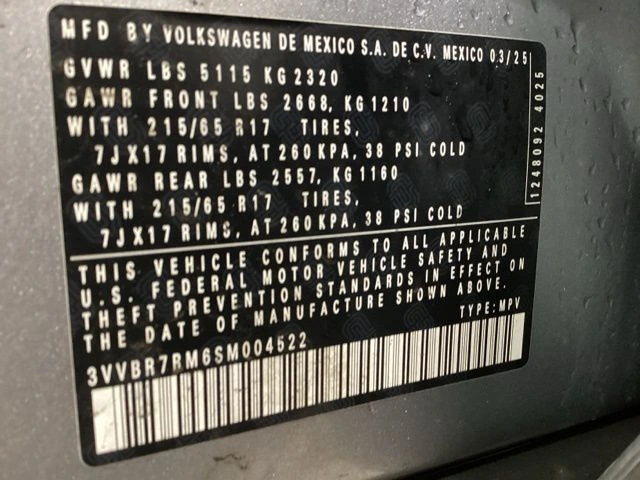 MFD BY VOLKSWAGEN DE MEXICO S.A. DE C.V. MEXICO 03/25
GVWR LBS 5115 KG 2320
GAWR FRONT LBS 2668, KG 1210
WITH 215/65 R17 TIRES,
7JX17 RIMS, AT 260 KPA, 38 PSI COLD
GAWR REAR LBS 2557, KG 1160
WITH 215/65 R17 TIRES,
7JX17 RIMS, AT 260 KPA, 38 PSI COLD
THIS VEHICLE CONFORMS TO ALL APPLICABLE
U.S. FEDERAL MOTOR VEHICLE SAFETY AND
THEFT PREVENTION STANDARDS IN EFFECT ON
THE DATE OF MANUFACTURE SHOWN ABOVE.
TYPE: MPV
3VVBR7RM6SM004522
1248092 4025